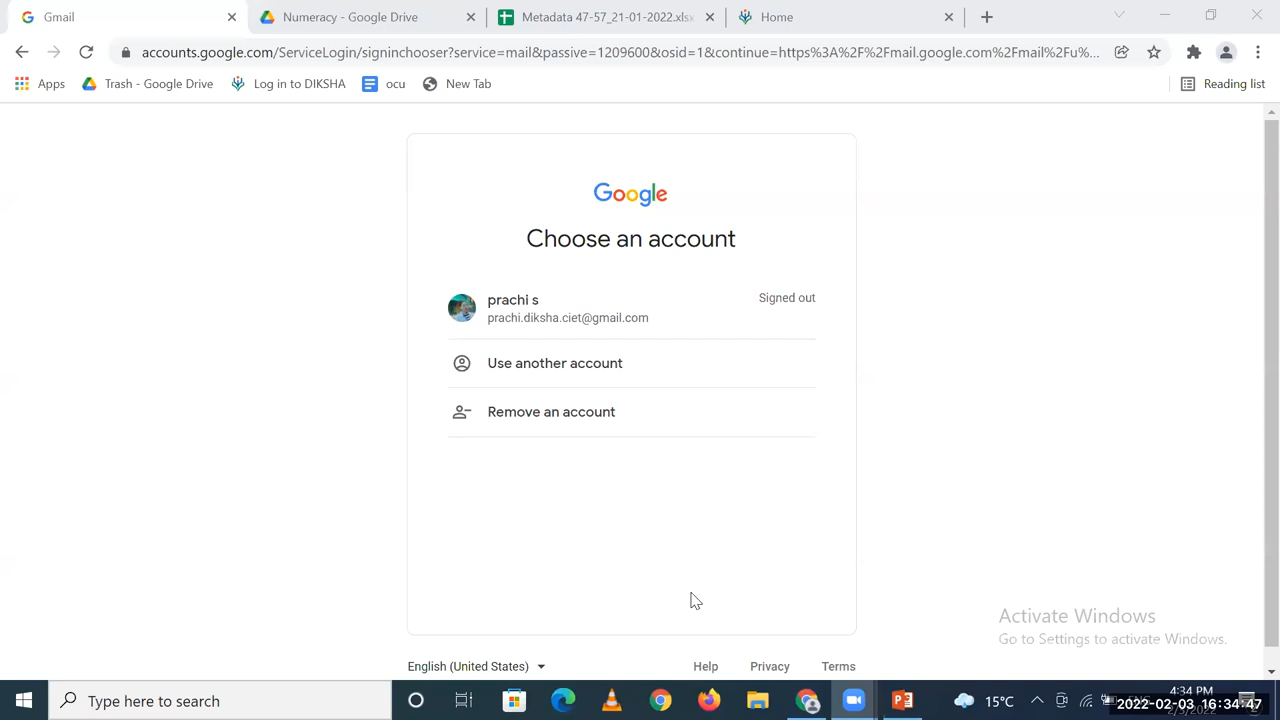 Gmail
Numeracy - Google Drive
Metadata 47-57_21-01-2022.xlsx
Home
accounts.google.com/ServiceLogin/signinchooser?service=mail&passive=1209600&osid=1&continue=https%3A%2F%2Fmail.google.com%2Fmail%2Fu%...
Apps
Trash - Google Drive
Log in to DIKSHA
ocu
New Tab
Reading list
Google
Choose an account
prachi s
Signed out
prachi.diksha.ciet@gmail.com
Use another account
Remove an account
Activate Windows
Go to Settings to activate Windows.
English (United States)
Help
Privacy
Terms
Type here to search
15°C
4:34 PM
2022-02-03 16:34:47